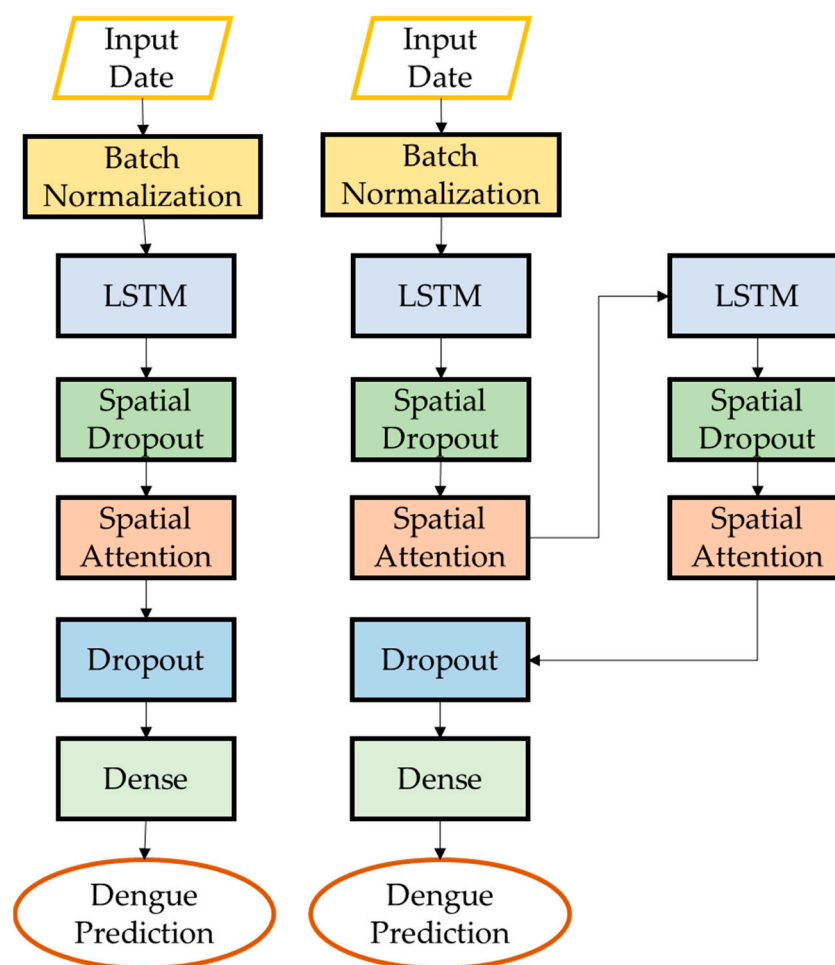 Input
Date
Batch
Normalization
LSTM
Spatial
Dropout
Spatial
Attention
Dropout
Dense
Dengue
Prediction
Input
Date
Batch
Normalization
LSTM
Spatial
Dropout
Spatial
Attention
LSTM
Spatial
Dropout
Spatial
Attention
Dropout
Dense
Dengue
Prediction